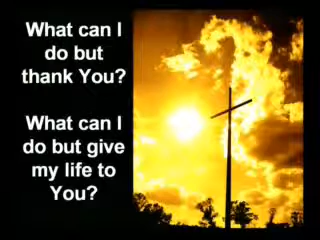 What can I
do but
thank You?
What can I
do but give
my life to
You?